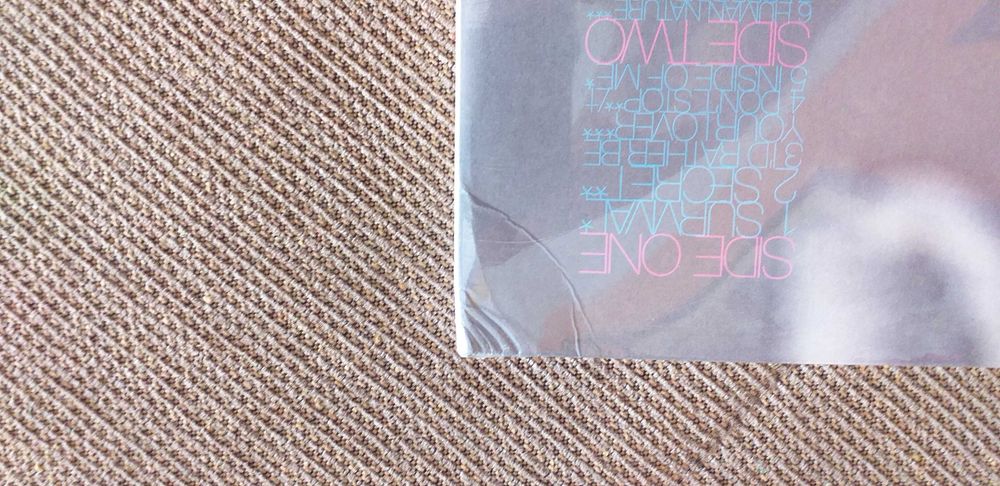 SIDE ONE
1 SURVIVAL *
2 SECRET **
3 I'D RATHER BE
YOUR LOVER ***
4 DON'T STOP **/†
5 INSIDE OF ME *
SIDE TWO
6 HUMAN NATURE ***